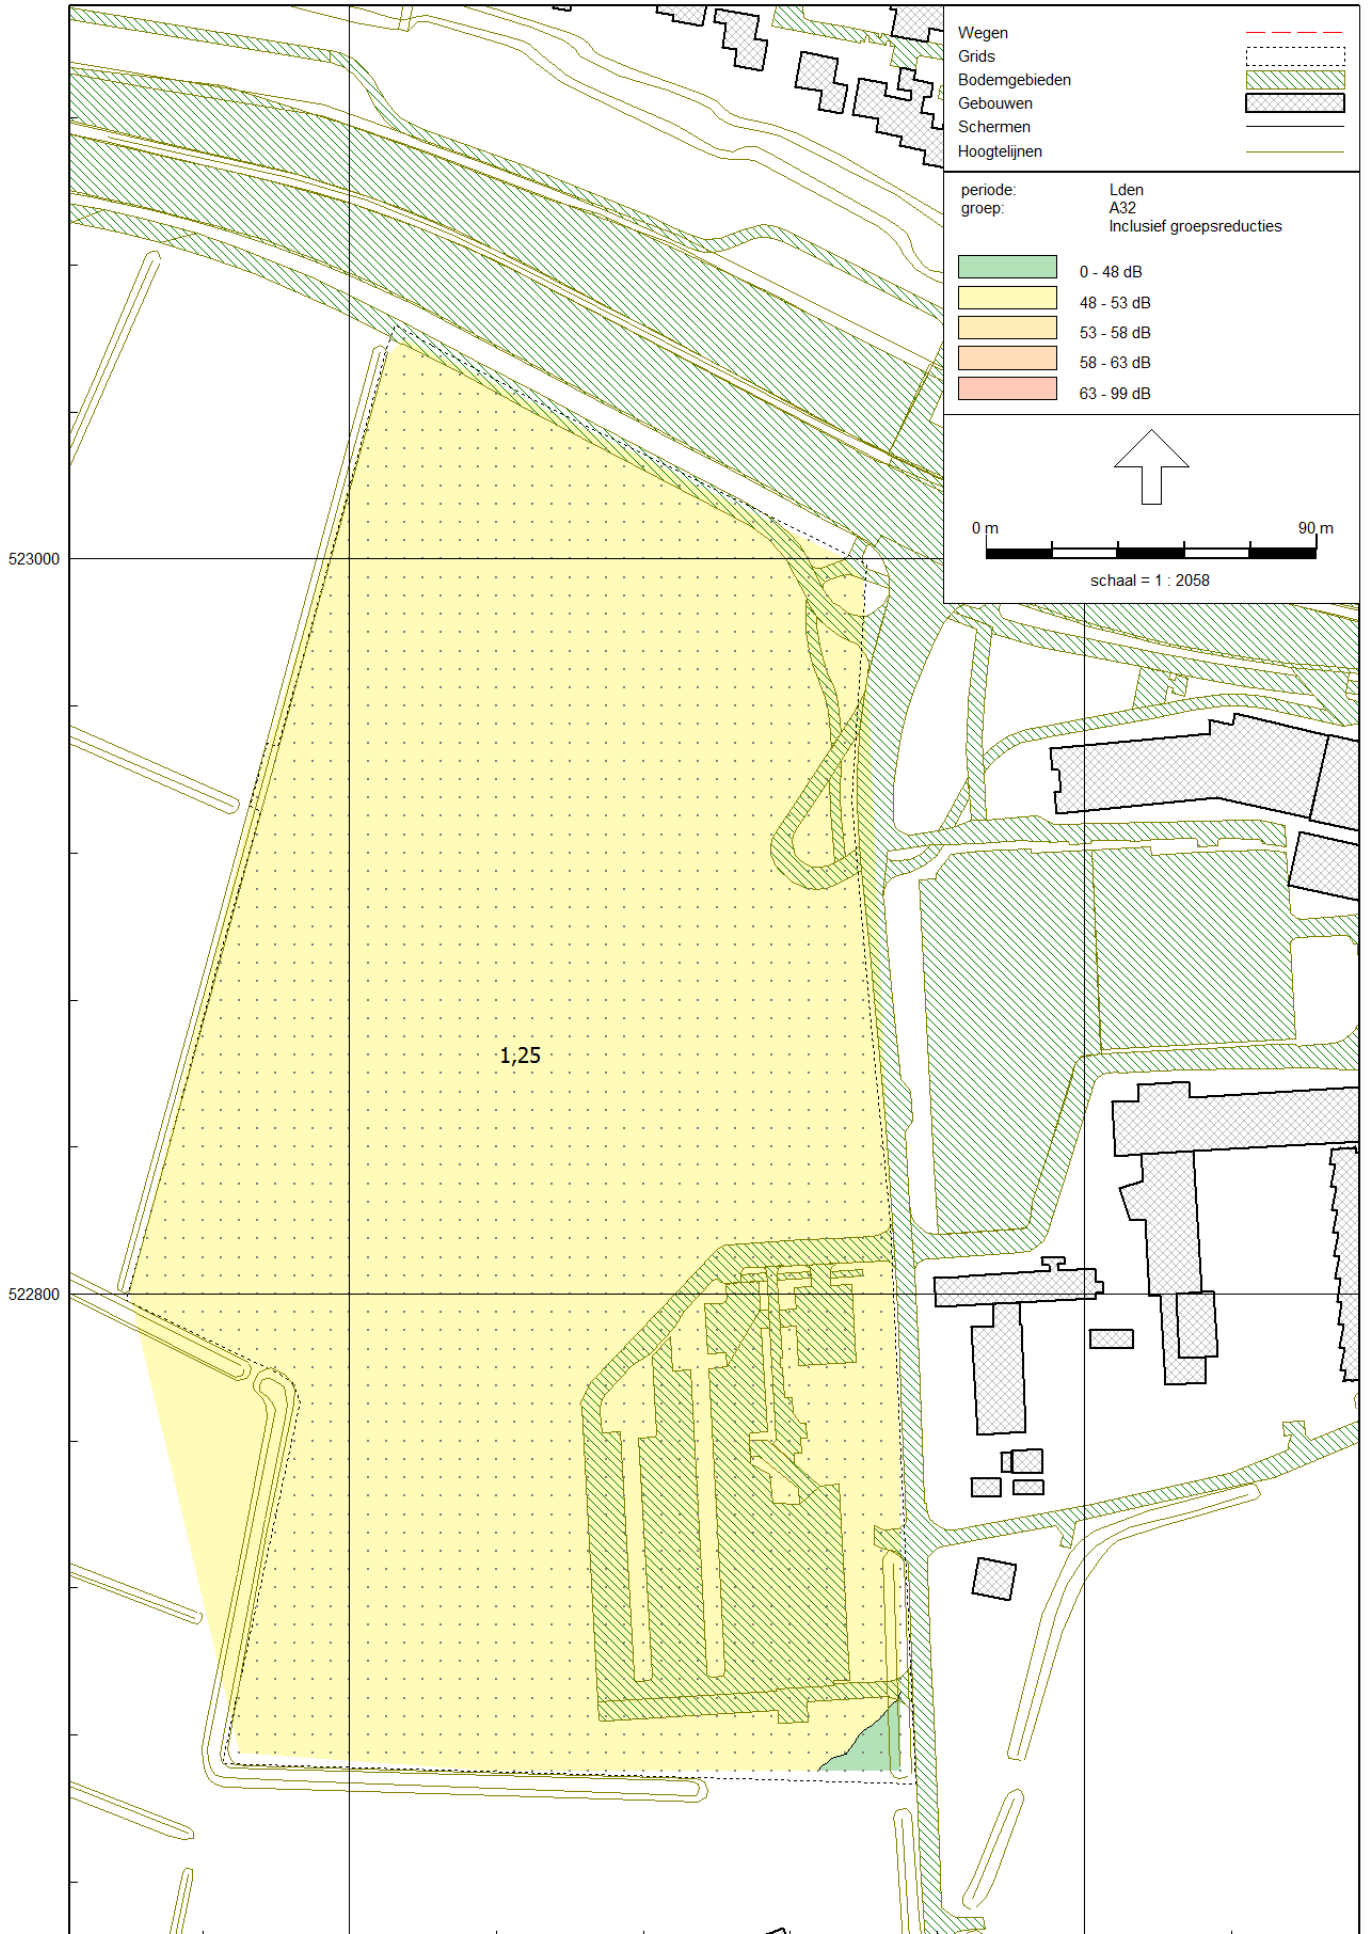 Wegen
Grids
Bodemgebieden
Gebouwen
Schermen
Hoogtelijnen
periode: Lden
groep: A32
Inclusief groepsreducties
0 - 48 dB
48 - 53 dB
53 - 58 dB
58 - 63 dB
63 - 99 dB
0 m 90 m
schaal = 1 : 2058
523000
1,25
522800